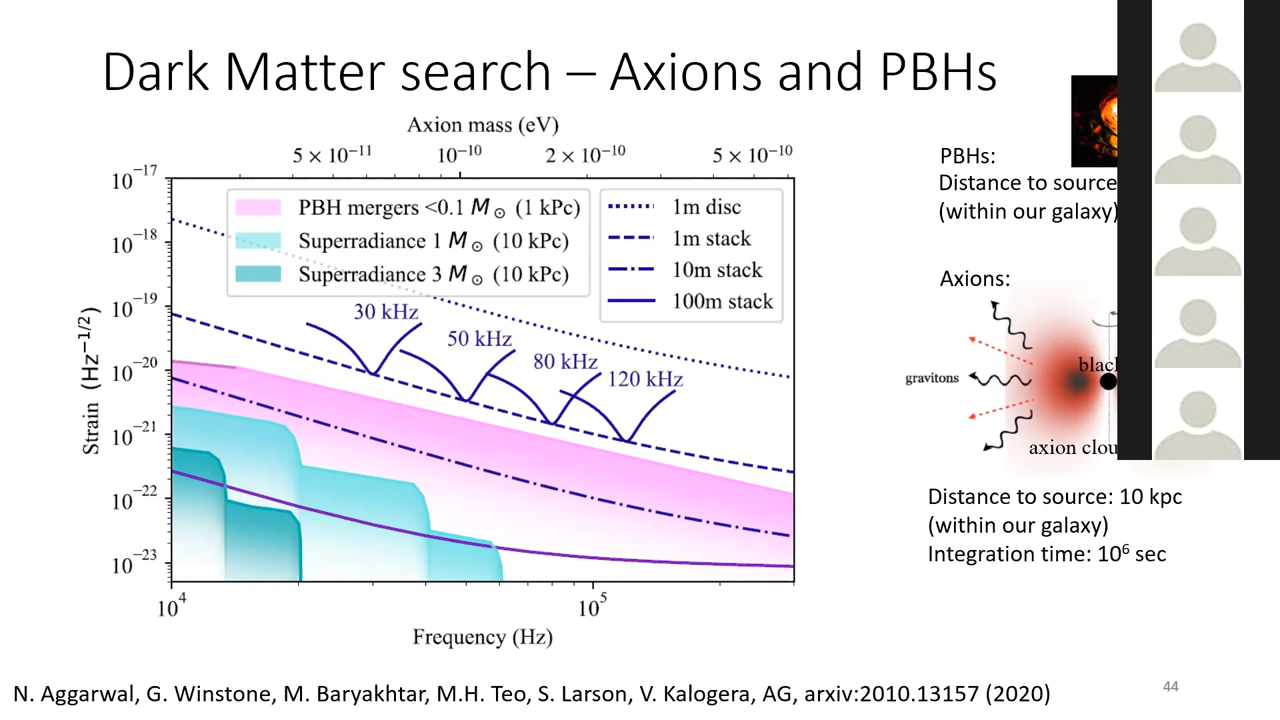 Dark Matter search – Axions and PBHs
Axion mass (eV)
5 × 10⁻¹¹ 10⁻¹⁰ 2 × 10⁻¹⁰ 5 × 10⁻¹⁰
10⁻¹⁷
10⁻¹⁸
10⁻¹⁹
10⁻²⁰
10⁻²¹
10⁻²²
10⁻²³
Strain (Hz⁻¹/²)
PBH mergers <0.1 M⊙ (1 kPc)
Superradiance 1 M⊙ (10 kPc)
Superradiance 3 M⊙ (10 kPc)
1m disc
1m stack
10m stack
100m stack
30 kHz
50 kHz
80 kHz
120 kHz
10⁴ 10⁵
Frequency (Hz)
PBHs:
Distance to source
(within our galaxy)
Axions:
gravitons
axion clou
Distance to source: 10 kpc
(within our galaxy)
Integration time: 10⁶ sec
N. Aggarwal, G. Winstone, M. Baryakhtar, M.H. Teo, S. Larson, V. Kalogera, AG, arxiv:2010.13157 (2020)
44